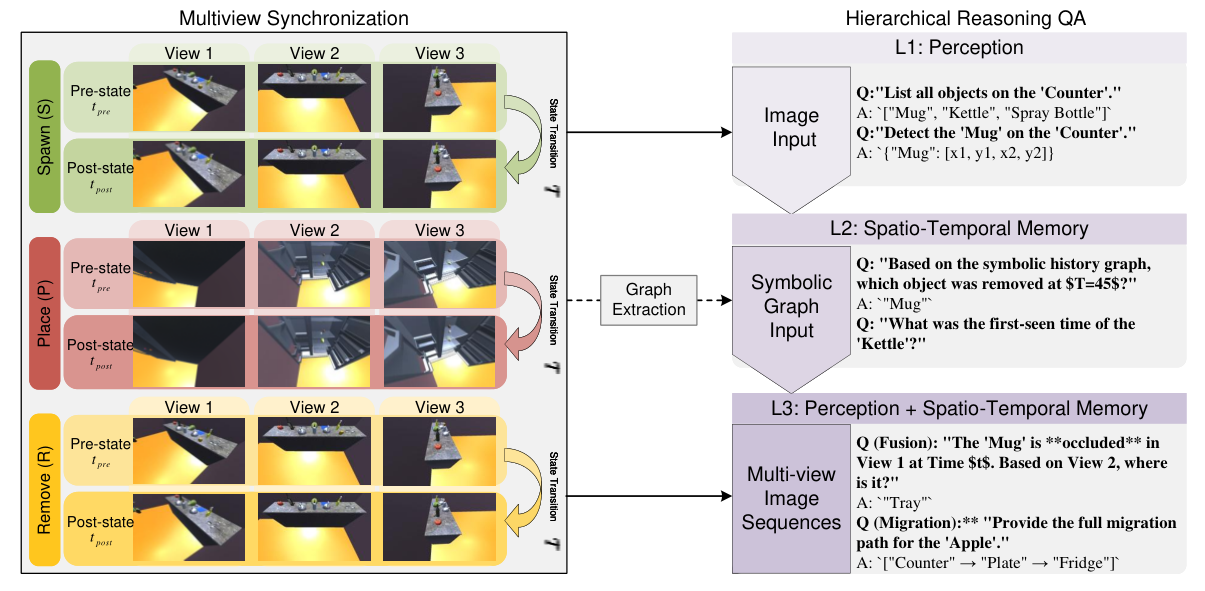 Multiview Synchronization
Spawn (S)
View 1
View 2
View 3
Pre-state
t_pre
Post-state
t_post
State Transition
𝒯
Place (P)
View 1
View 2
View 3
Pre-state
t_pre
Post-state
t_post
State Transition
𝒯
Remove (R)
View 1
View 2
View 3
Pre-state
t_pre
Post-state
t_post
State Transition
𝒯
Graph
Extraction
Hierarchical Reasoning QA
L1: Perception
Image
Input
Q:"List all objects on the 'Counter'."
A: `["Mug", "Kettle", "Spray Bottle"]`
Q:"Detect the 'Mug' on the 'Counter'."
A: `{"Mug": [x1, y1, x2, y2]}
L2: Spatio-Temporal Memory
Symbolic
Graph
Input
Q: "Based on the symbolic history graph,
which object was removed at $T=45$?"
A: `"Mug"`
Q: "What was the first-seen time of the
'Kettle'?"
L3: Perception + Spatio-Temporal Memory
Multi-view
Image
Sequences
Q (Fusion): "The 'Mug' is **occluded** in
View 1 at Time $t$. Based on View 2, where
is it?"
A: `"Tray"`
Q (Migration):** "Provide the full migration
path for the 'Apple'."
A: `["Counter" → "Plate" → "Fridge"]`